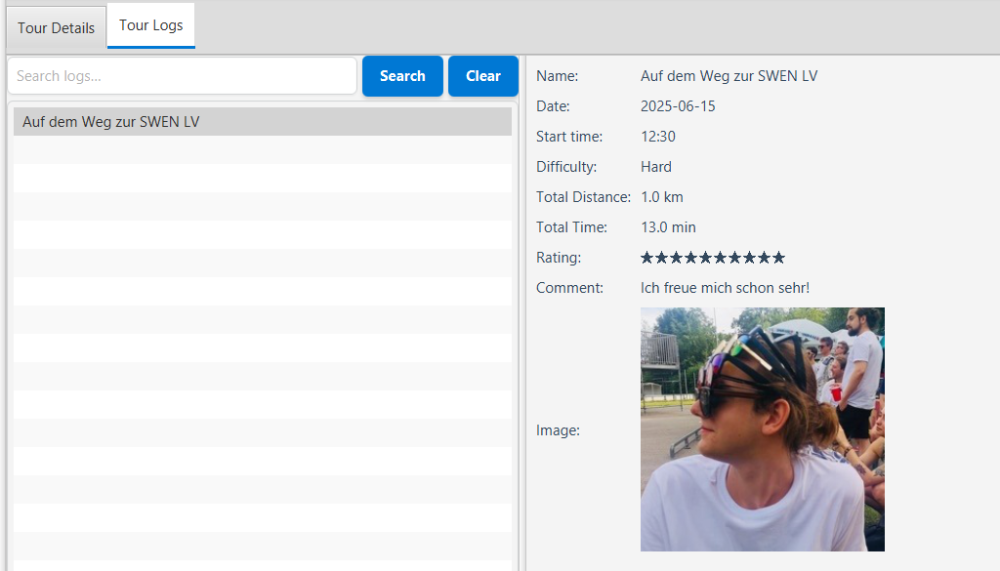 Tour Details
Tour Logs
Search logs...
Search
Clear
Auf dem Weg zur SWEN LV
Name: Auf dem Weg zur SWEN LV
Date: 2025-06-15
Start time: 12:30
Difficulty: Hard
Total Distance: 1.0 km
Total Time: 13.0 min
Rating: ★★★★★★★★★★
Comment: Ich freue mich schon sehr!
Image: